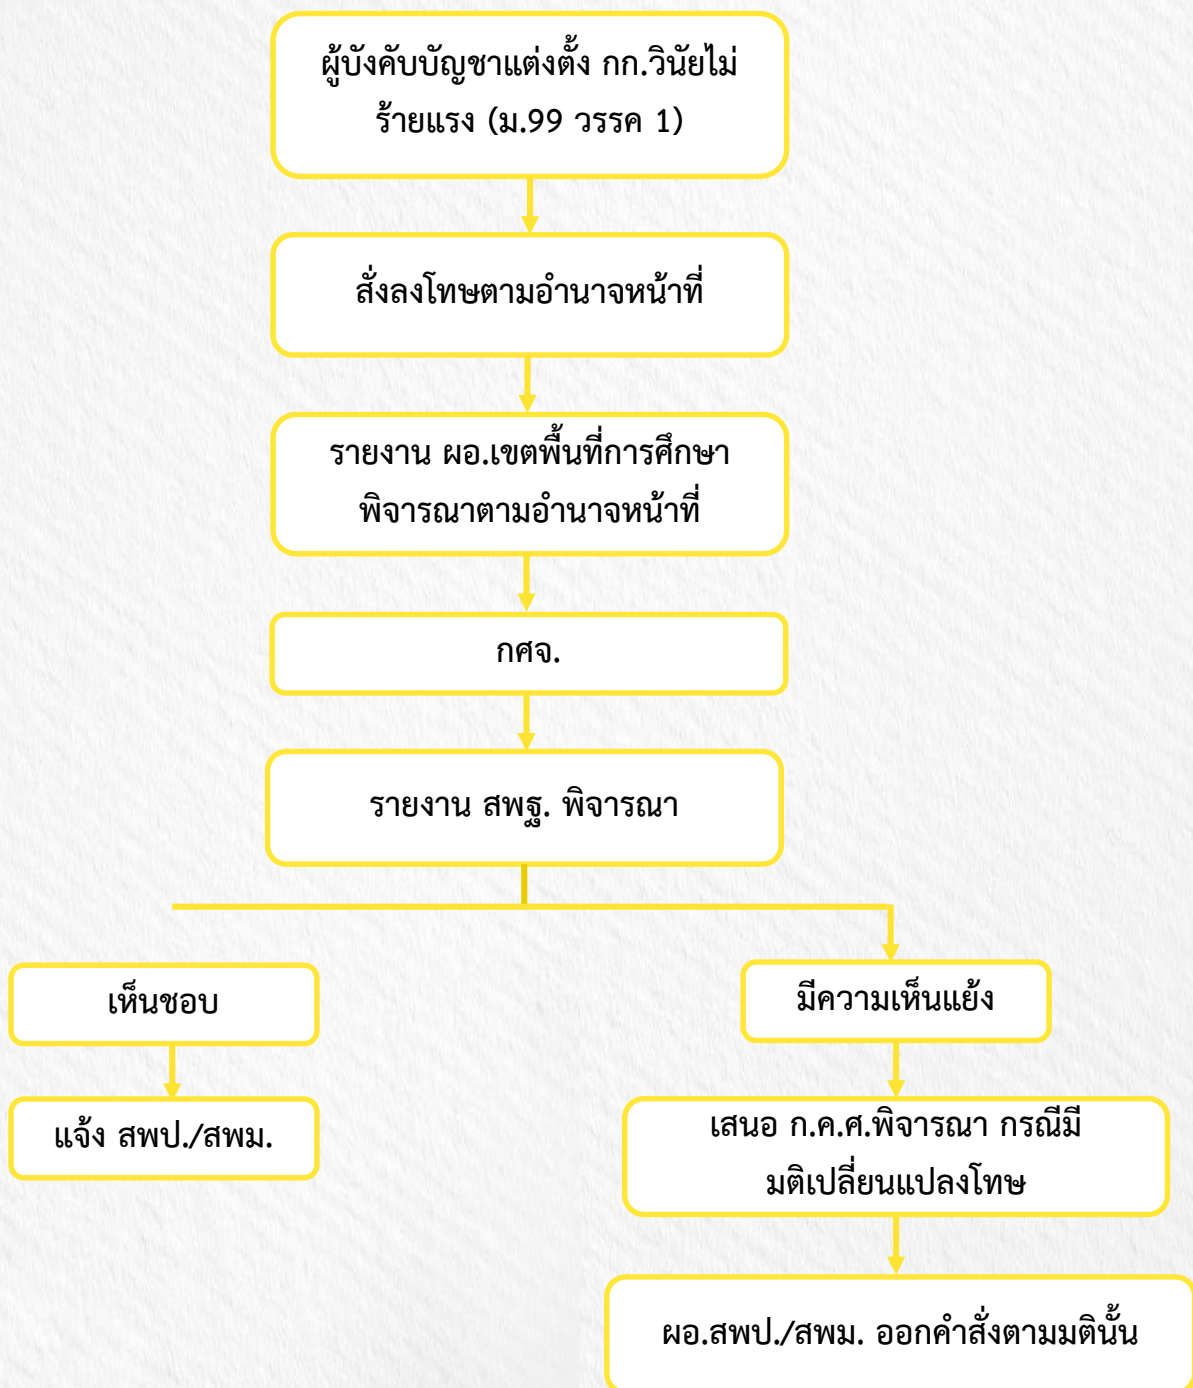 ผู้บังคับบัญชาแต่งตั้ง กก.วินัยไม่
ร้ายแรง (ม.99 วรรค 1)
สั่งลงโทษตามอำนาจหน้าที่
รายงาน ผอ.เขตพื้นที่การศึกษา
พิจารณาตามอำนาจหน้าที่
กศจ.
รายงาน สพฐ. พิจารณา
เห็นชอบ
มีความเห็นแย้ง
แจ้ง สพป./สพม.
เสนอ ก.ค.ศ.พิจารณา กรณีมี
มติเปลี่ยนแปลงโทษ
ผอ.สพป./สพม. ออกคำสั่งตามมตินั้น